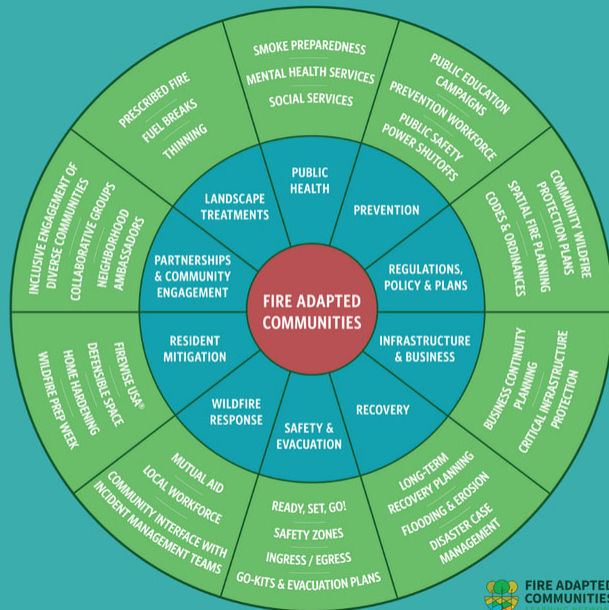 FIRE ADAPTED
COMMUNITIES
PUBLIC
HEALTH
SMOKE PREPAREDNESS
MENTAL HEALTH SERVICES
SOCIAL SERVICES
PREVENTION
PUBLIC EDUCATION
CAMPAIGNS
PREVENTION WORKFORCE
PUBLIC SAFETY
POWER SHUTOFFS
REGULATIONS,
POLICY & PLANS
COMMUNITY WILDFIRE
PROTECTION PLANS
SPATIAL FIRE PLANNING
CODES & ORDINANCES
INFRASTRUCTURE
& BUSINESS
BUSINESS CONTINUITY
PLANNING
CRITICAL INFRASTRUCTURE
PROTECTION
RECOVERY
LONG-TERM
RECOVERY PLANNING
FLOODING & EROSION
DISASTER CASE
MANAGEMENT
SAFETY &
EVACUATION
READY, SET, GO!
SAFETY ZONES
INGRESS / EGRESS
GO-KITS & EVACUATION PLANS
WILDFIRE
RESPONSE
MUTUAL AID
LOCAL WORKFORCE
COMMUNITY INTERFACE WITH
INCIDENT MANAGEMENT TEAMS
RESIDENT
MITIGATION
FIREWISE USA®
DEFENSIBLE SPACE
HOME HARDENING
WILDFIRE PREP WEEK
PARTNERSHIPS
& COMMUNITY
ENGAGEMENT
INCLUSIVE ENGAGEMENT OF
DIVERSE COMMUNITIES
COLLABORATIVE GROUPS
NEIGHBORHOOD
AMBASSADORS
LANDSCAPE
TREATMENTS
PRESCRIBED FIRE
FUEL BREAKS
THINNING
FIRE ADAPTED
COMMUNITIES